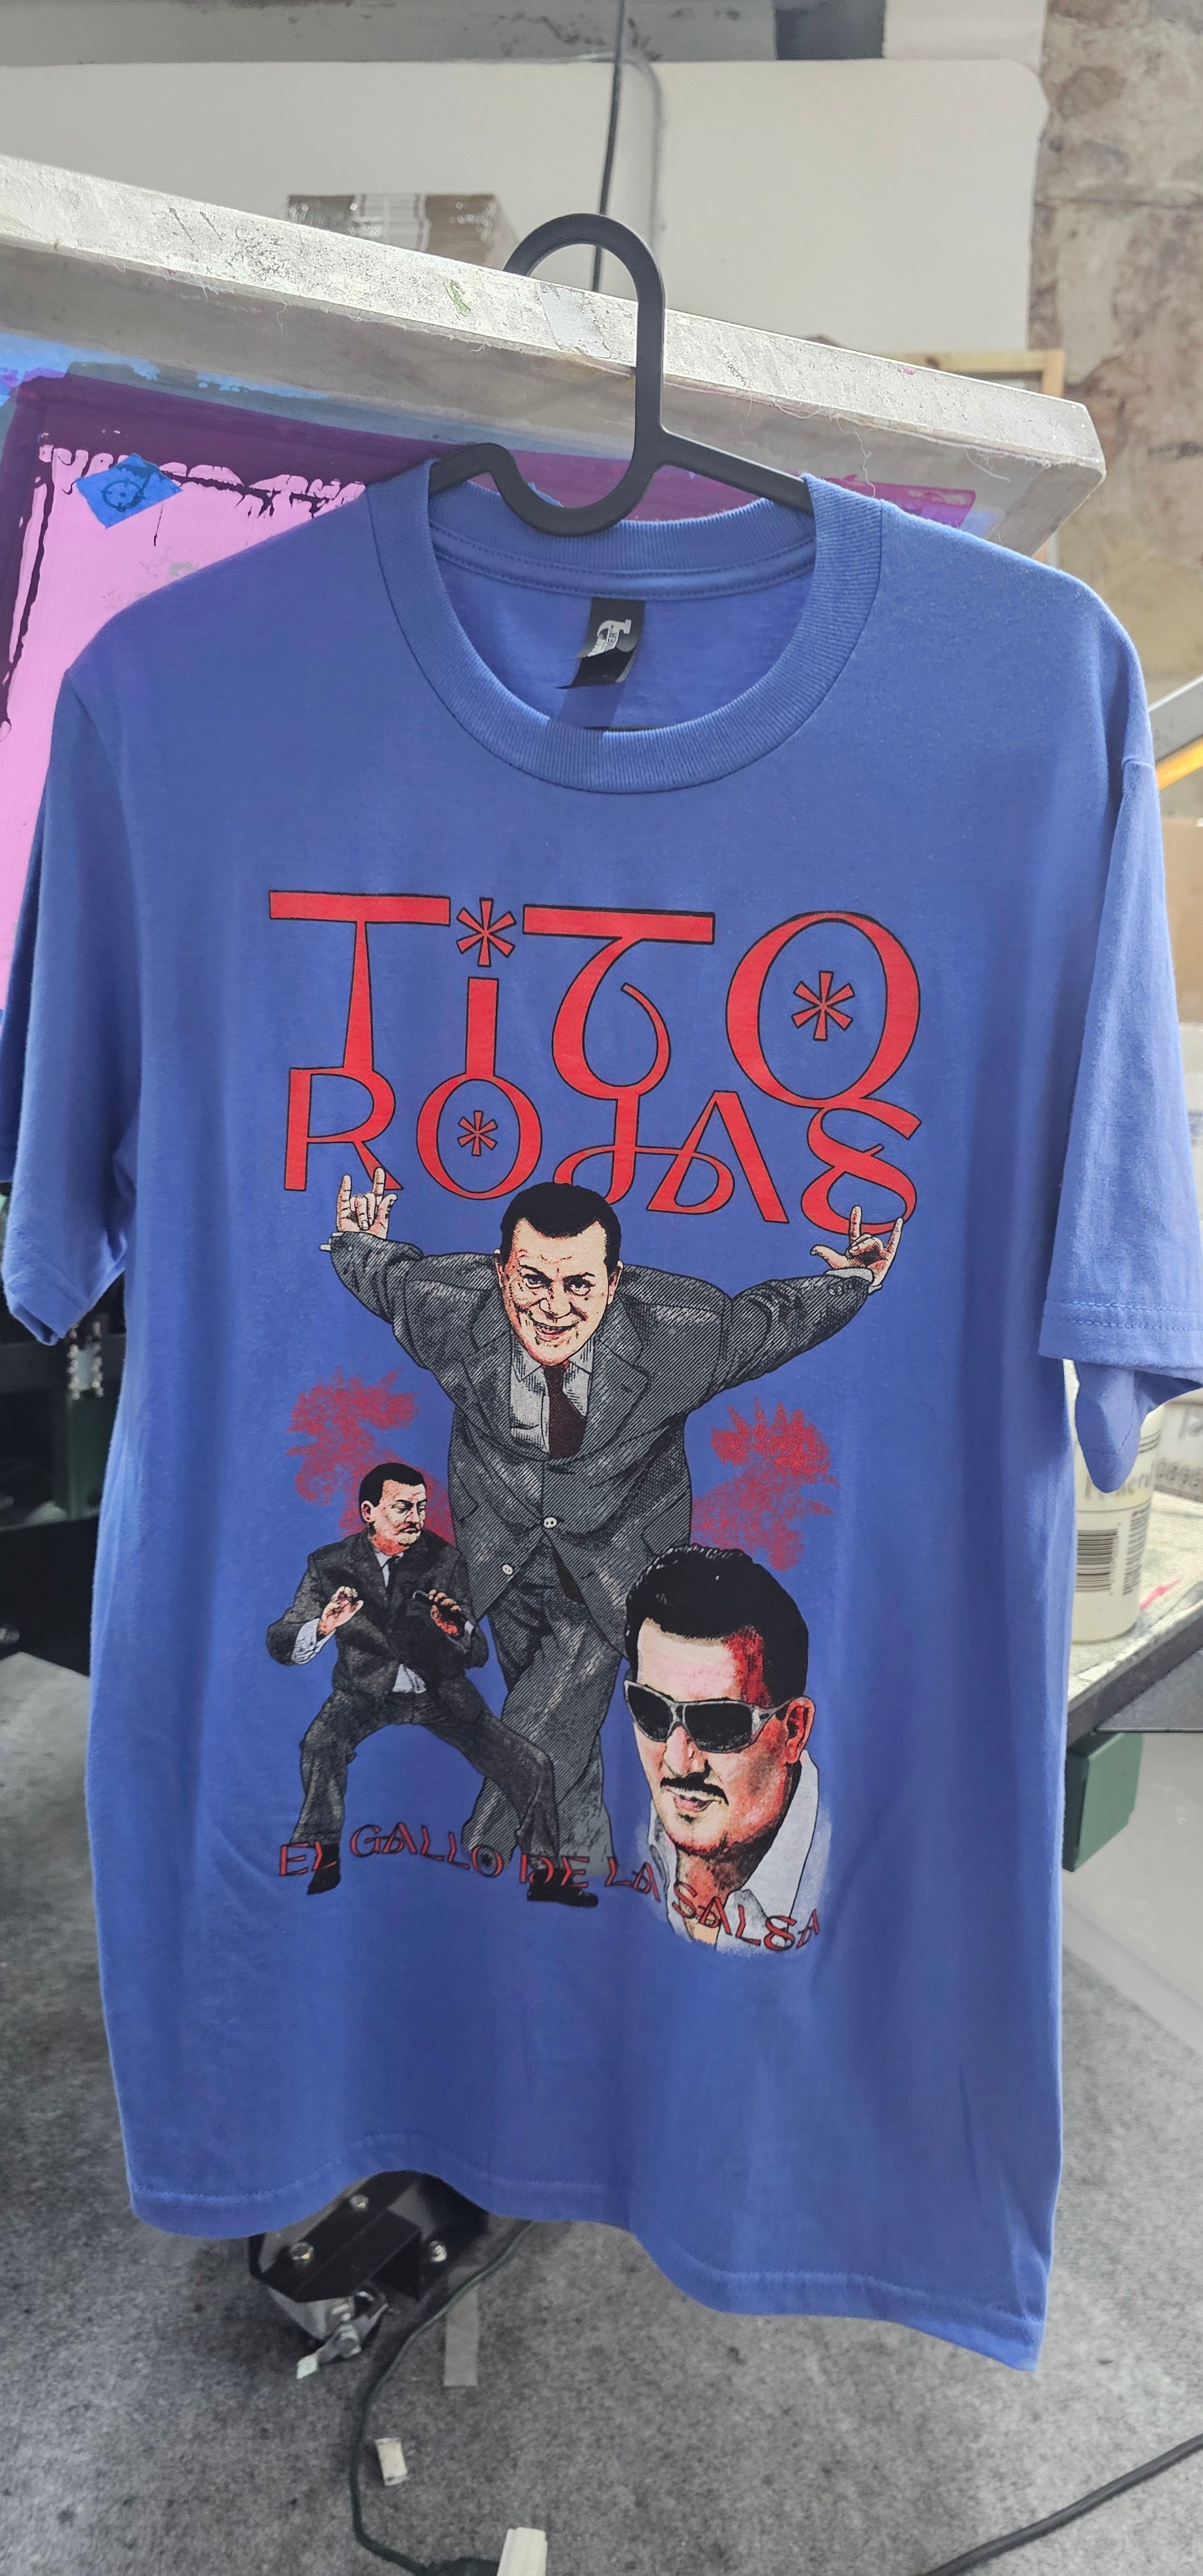 TiTO
ROJAS
EL GALLO DE LA SALSA